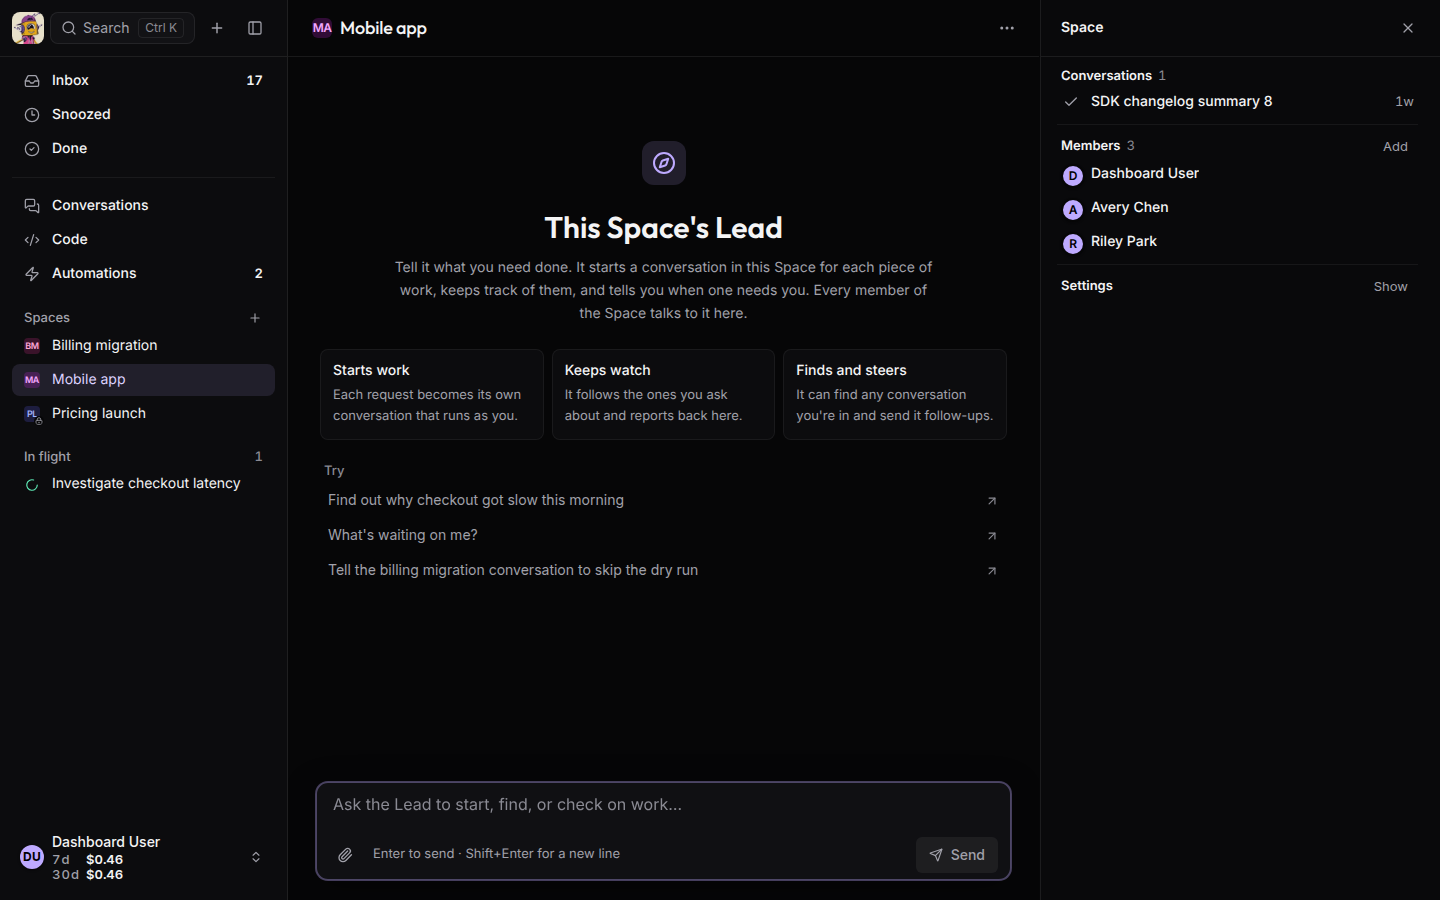 Search Ctrl K
Inbox 17
Snoozed
Done
Conversations
Code
Automations 2
Spaces
BM Billing migration
MA Mobile app
PL Pricing launch
In flight 1
Investigate checkout latency
DU Dashboard User
7d $0.46
30d $0.46
MA Mobile app
This Space's Lead
Tell it what you need done. It starts a conversation in this Space for each piece of
work, keeps track of them, and tells you when one needs you. Every member of
the Space talks to it here.
Starts work
Each request becomes its own
conversation that runs as you.
Keeps watch
It follows the ones you ask
about and reports back here.
Finds and steers
It can find any conversation
you're in and send it follow-ups.
Try
Find out why checkout got slow this morning
What's waiting on me?
Tell the billing migration conversation to skip the dry run
Ask the Lead to start, find, or check on work...
Enter to send · Shift+Enter for a new line
Send
Space
Conversations 1
SDK changelog summary 8 1w
Members 3 Add
D Dashboard User
A Avery Chen
R Riley Park
Settings Show